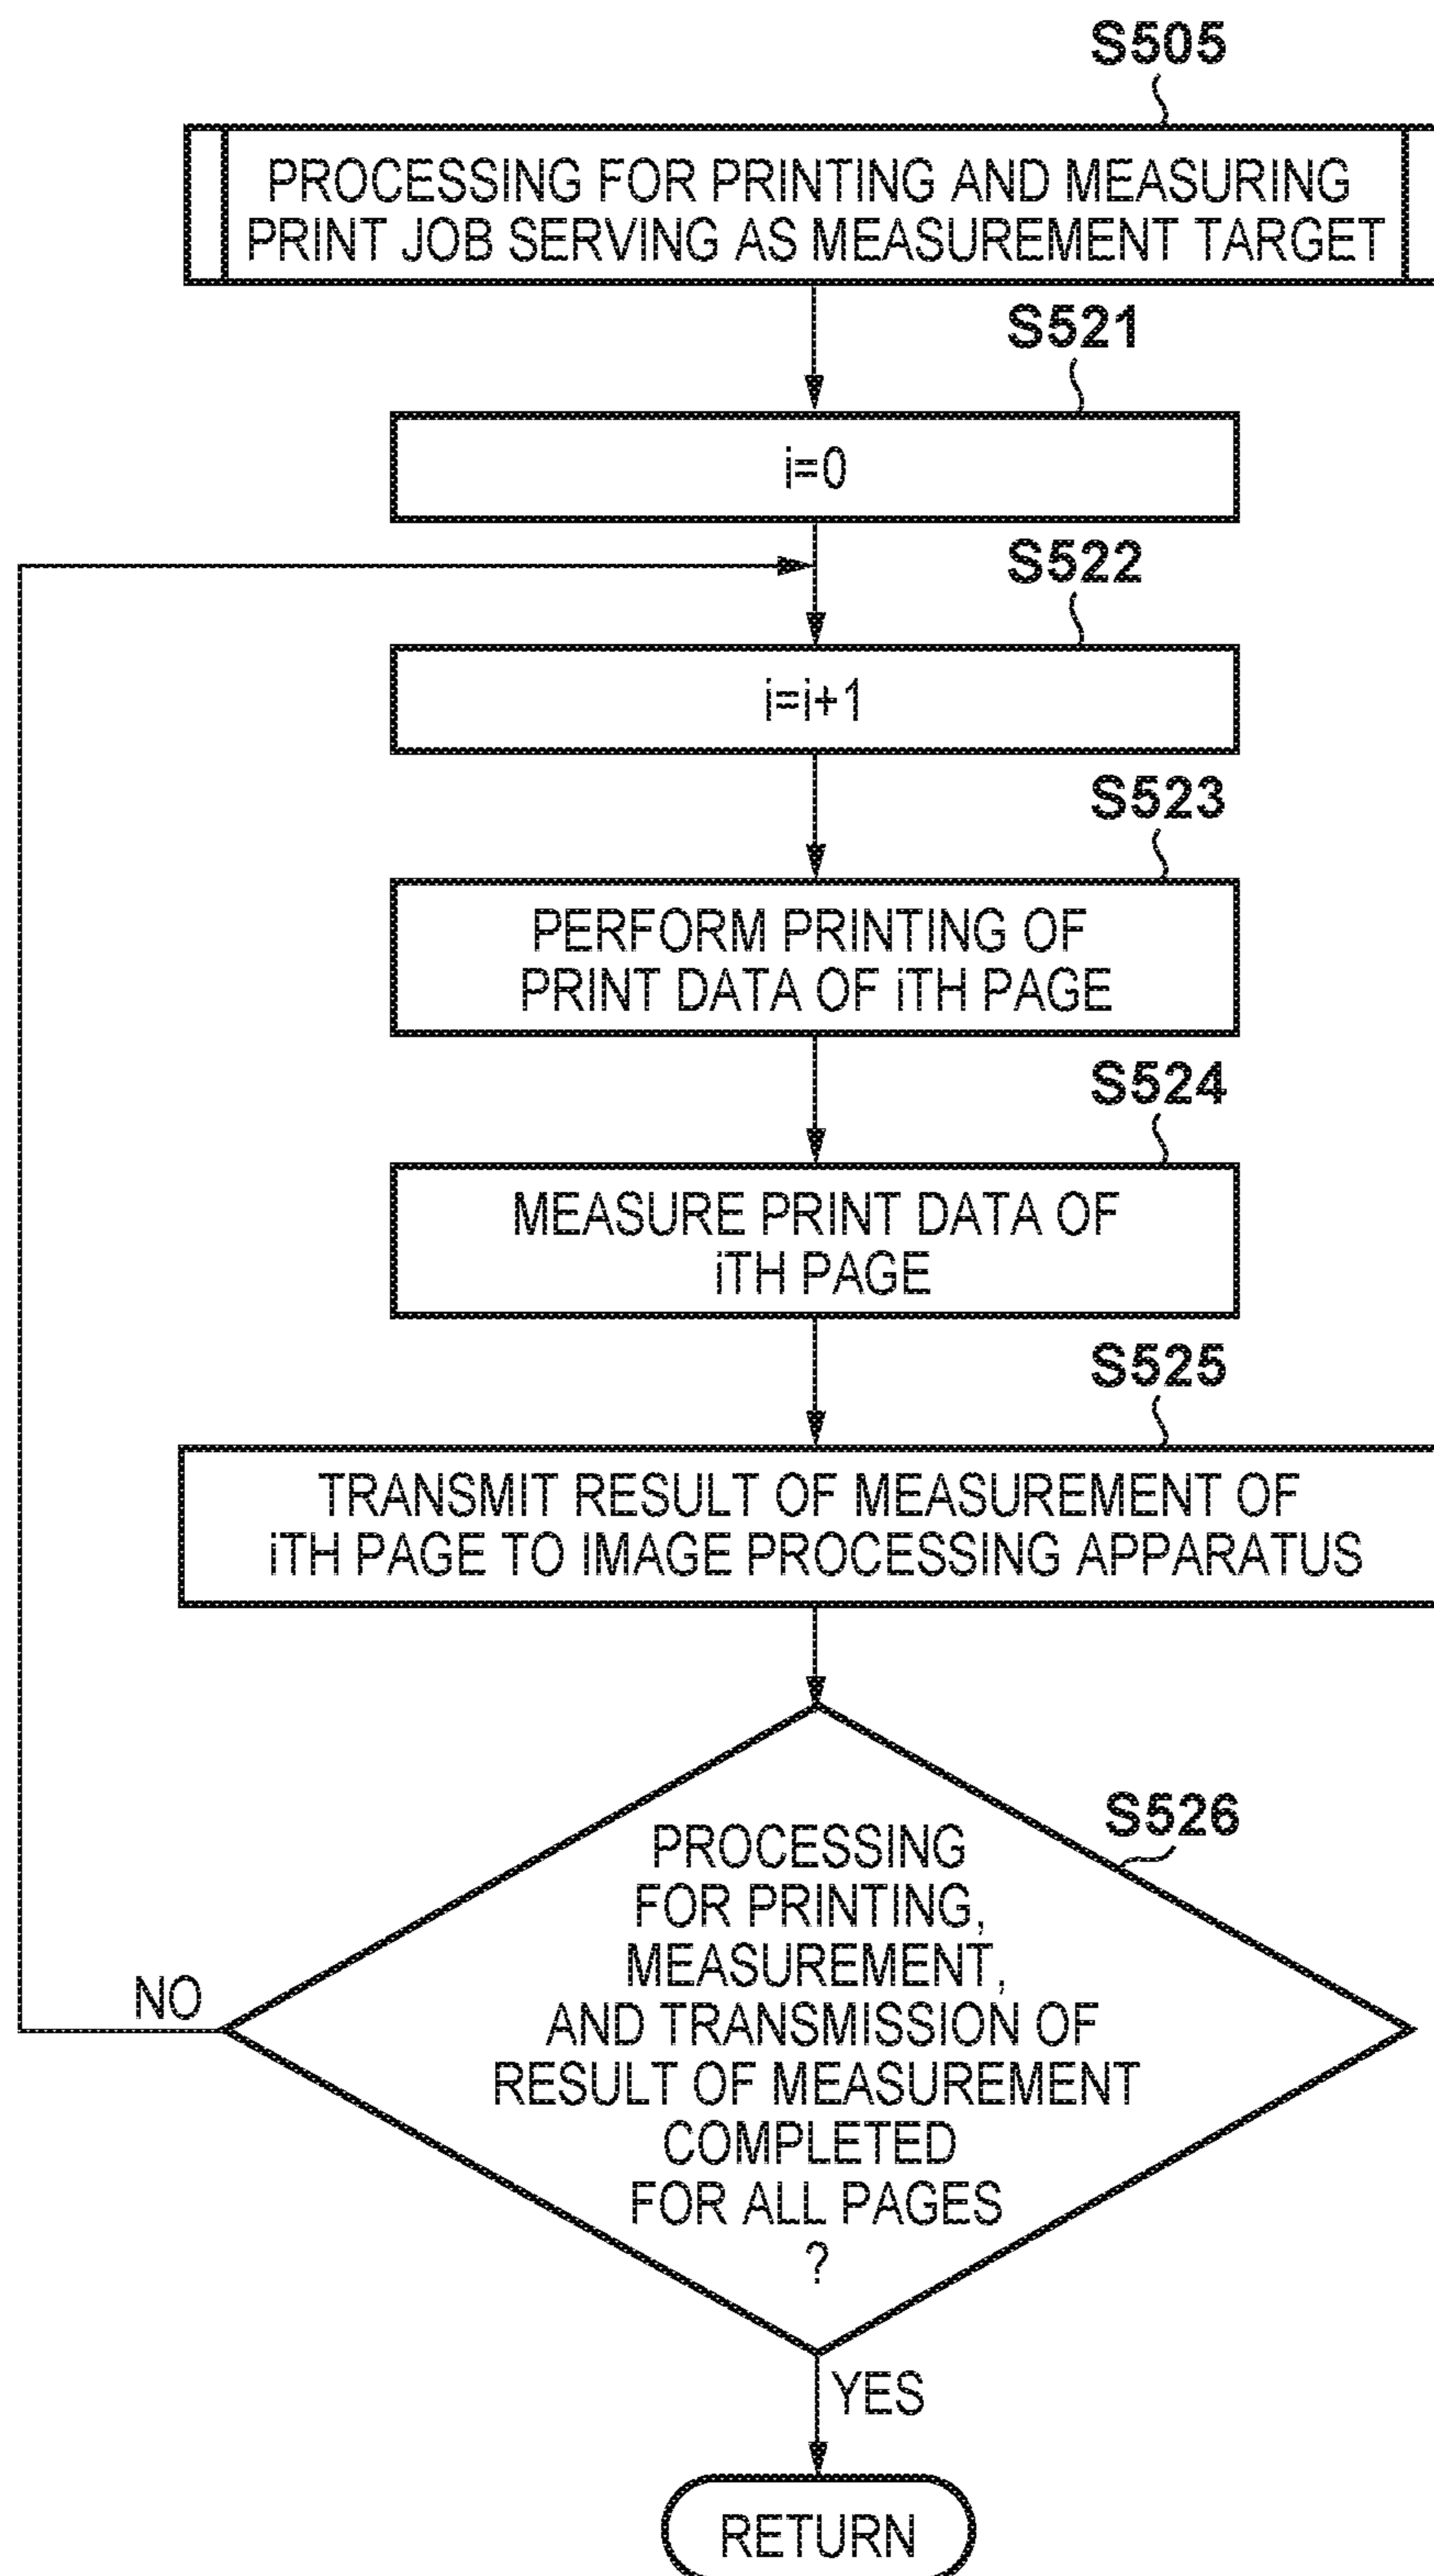 S505
PROCESSING FOR PRINTING AND MEASURING
PRINT JOB SERVING AS MEASUREMENT TARGET
S521
i=0
S522
i=i+1
S523
PERFORM PRINTING OF
PRINT DATA OF iTH PAGE
S524
MEASURE PRINT DATA OF
iTH PAGE
S525
TRANSMIT RESULT OF MEASUREMENT OF
iTH PAGE TO IMAGE PROCESSING APPARATUS
S526
PROCESSING
FOR PRINTING,
MEASUREMENT,
AND TRANSMISSION OF
RESULT OF MEASUREMENT
COMPLETED
FOR ALL PAGES
?
NO
YES
RETURN